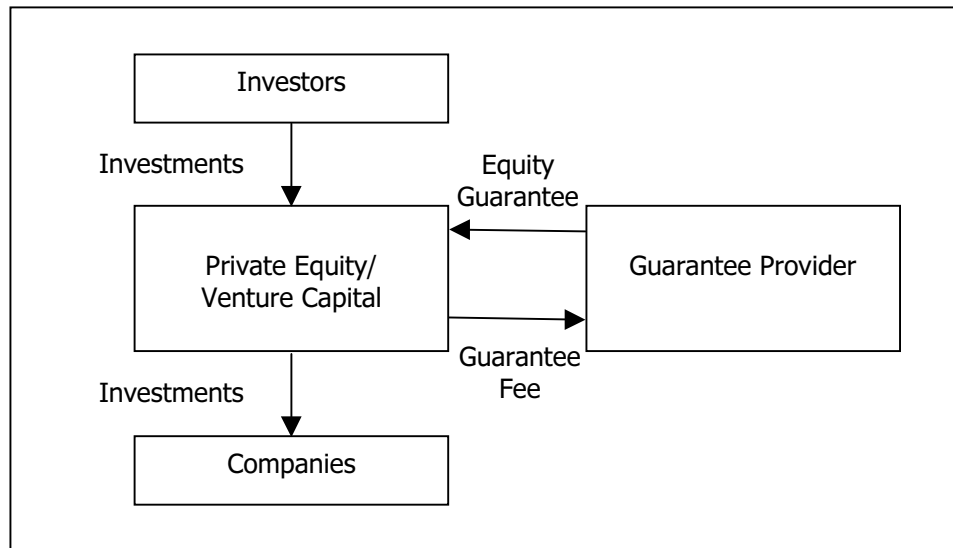 Investors
Investments
Equity
Guarantee
Private Equity/
Venture Capital
Guarantee Provider
Guarantee
Fee
Investments
Companies